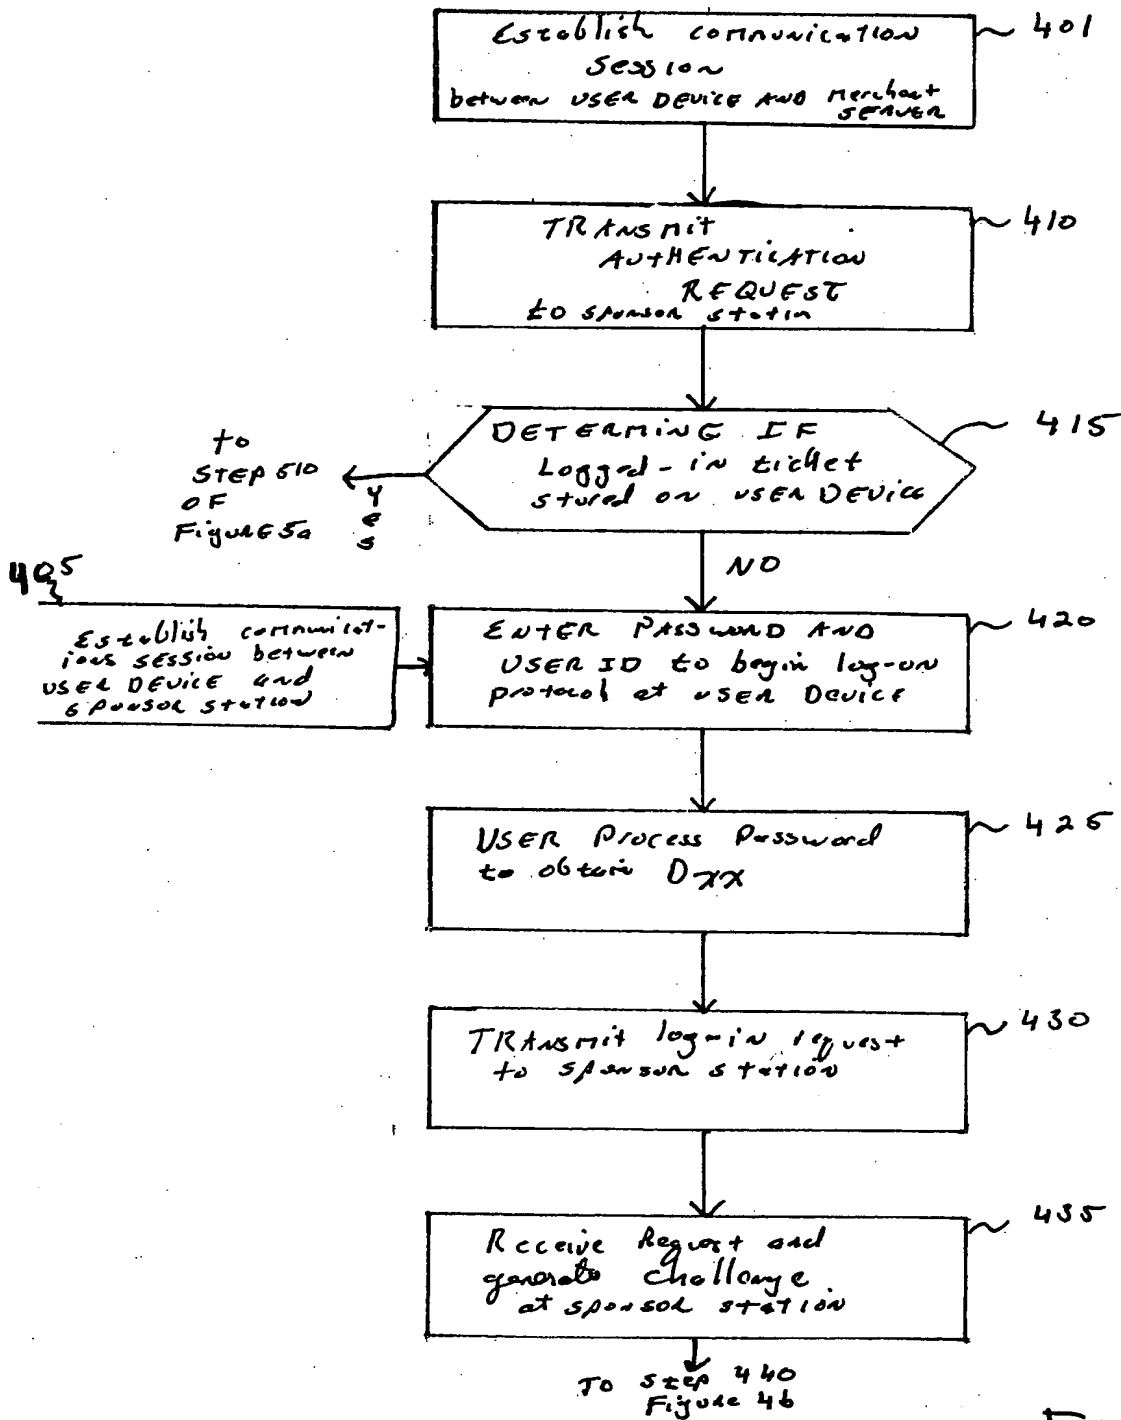 Establish communication
session
between USER DEVICE AND Merchant
SERVER
401
TRANSMIT
AUTHENTICATION
REQUEST
to sponsor station
410
DETERMINING IF
Logged-in ticket
stored on USER DEVICE
415
to
STEP 510
OF
FigurE 5a
Yes
NO
405
Establish communicat-
ions session between
USER DEVICE and
SPONSOR STATION
ENTER PASSWORD AND
USER ID to begin log-on
protocol at USER DEVICE
420
USER Process Password
to obtain Dxx
425
TRANSMIT log-in request
to SPONSOR STATION
430
Receive Request and
generate challenge
at SPONSOR STATION
435
TO step 440
Figure 4b